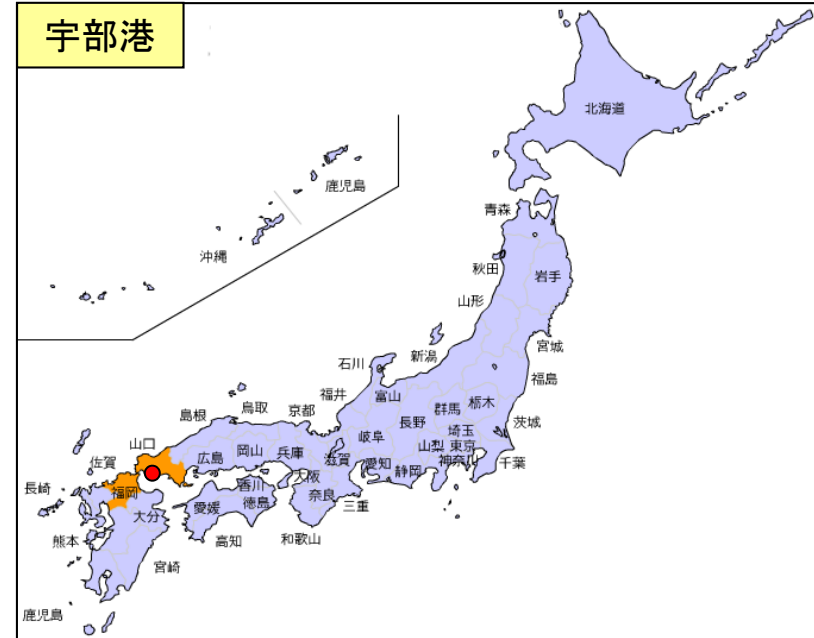 宇部港
北海道
鹿児島
青森
沖縄
秋田
岩手
山形
宮城
新潟
石川
福島
福井
富山
栃木
群馬
島根
鳥取
京都
長野
茨城
埼玉
山口
岐阜
広島
岡山
兵庫
滋賀
山梨
東京
佐賀
愛知
静岡
神奈川
千葉
大阪
長崎
福岡
香川
奈良
愛媛
徳島
三重
大分
熊本
高知
和歌山
宮崎
鹿児島